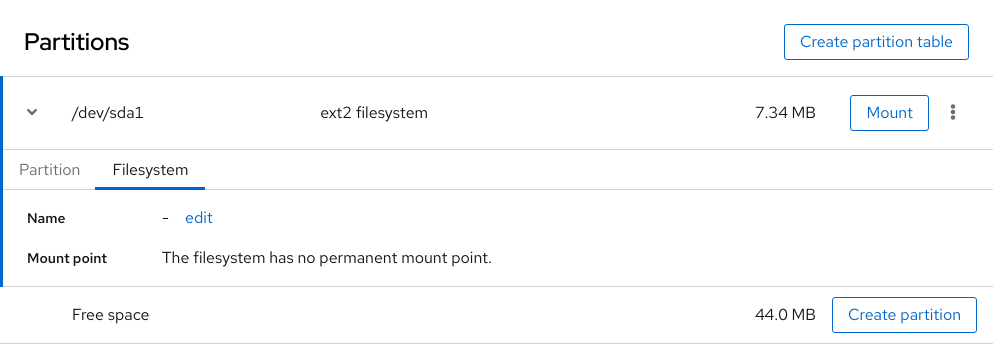 Partitions
Create partition table
/dev/sda1 ext2 filesystem 7.34 MB Mount
Partition Filesystem
Name - edit
Mount point The filesystem has no permanent mount point.
Free space 44.0 MB Create partition